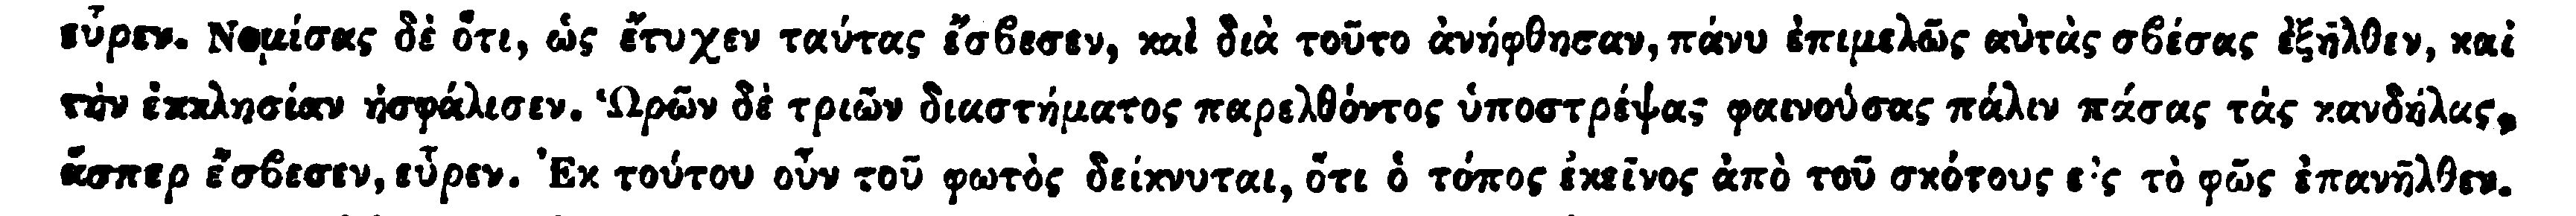 εὗρεν. Νομίσας δὲ ὅτι, ὡς ἔτυχεν ταύτας ἔσβεσεν, καὶ διὰ τοῦτο ἀνήφθησαν, πάνυ ἐπιμελῶς αὐτὰς σβέσας ἐξῆλθεν, καὶ
τὴν ἐκκλησίαν ἠσφάλισεν. Ὡρῶν δὲ τριῶν διαστήματος παρελθόντος ὑποστρέψας φαινούσας πάλιν πάσας τὰς κανδήλας,
ἅσπερ ἔσβεσεν, εὗρεν. Ἐκ τούτου οὖν τοῦ φωτὸς δείκνυται, ὅτι ὁ τόπος ἐκεῖνος ἀπὸ τοῦ σκότους εἰς τὸ φῶς ἐπανῆλθεν.